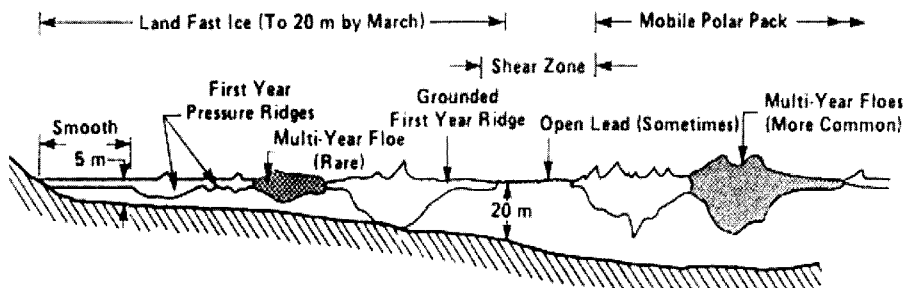 Land Fast Ice (To 20 m by March)
Mobile Polar Pack
Shear Zone
First Year
Pressure Ridges
Grounded
First Year Ridge
Multi-Year Floes
(More Common)
Smooth
Multi-Year Floe
(Rare)
Open Lead (Sometimes)
5 m
20 m